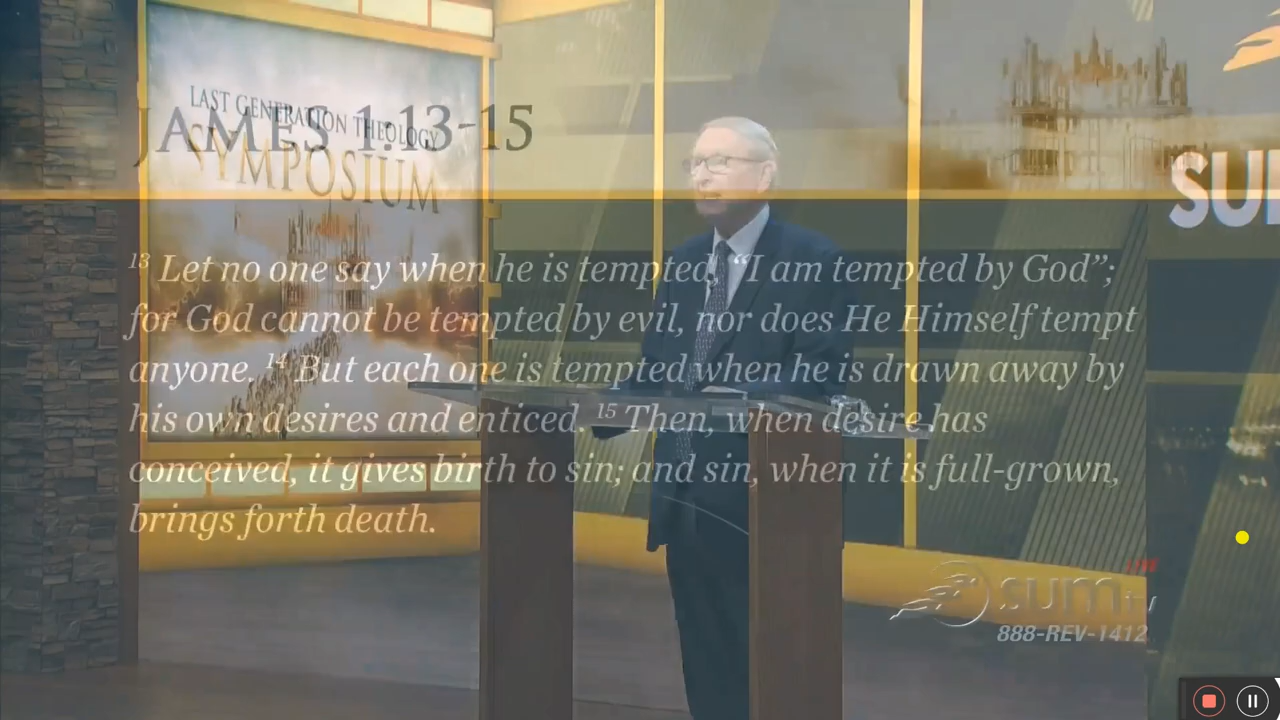 LAST GENERATION THEOLOGY
SYMPOSIUM
JAMES 1:13-15
SU
¹³ Let no one say when he is tempted, “I am tempted by God”;
for God cannot be tempted by evil, nor does He Himself tempt
anyone. ¹⁴ But each one is tempted when he is drawn away by
his own desires and enticed. ¹⁵ Then, when desire has
conceived, it gives birth to sin; and sin, when it is full-grown,
brings forth death.
LIVE
sumtv
888-REV-1412